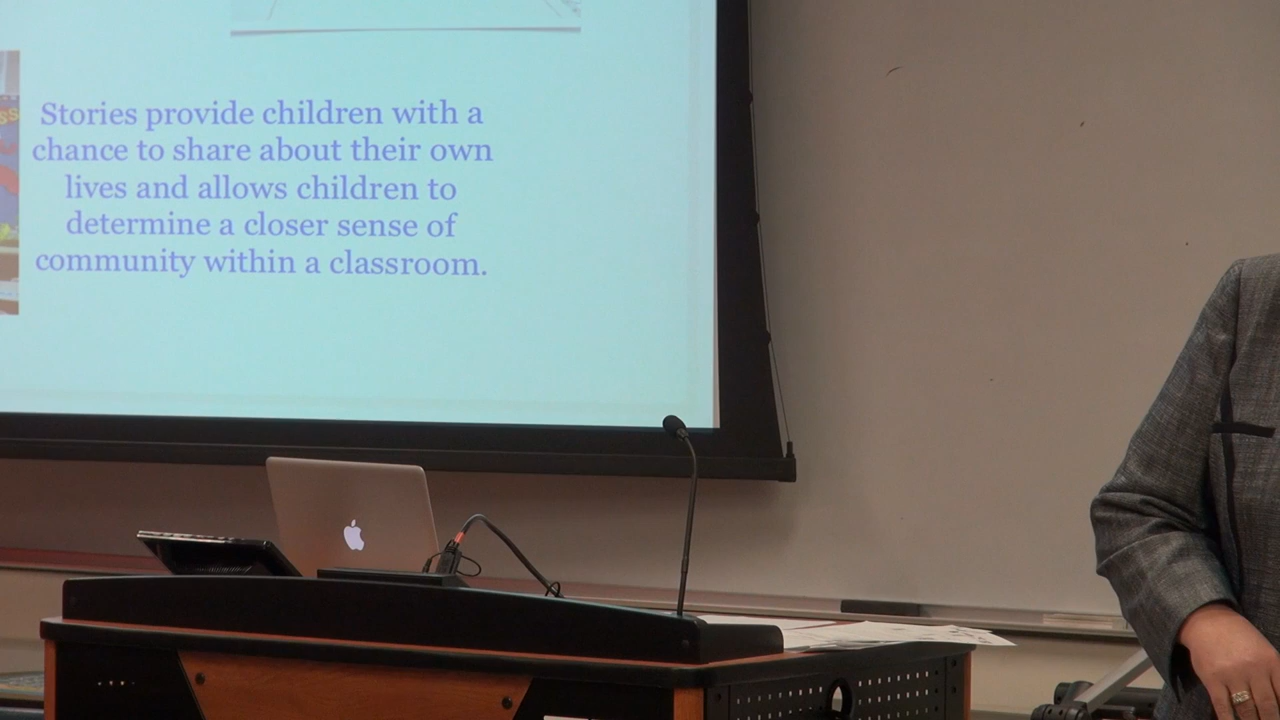 Stories provide children with a
chance to share about their own
lives and allows children to
determine a closer sense of
community within a classroom.